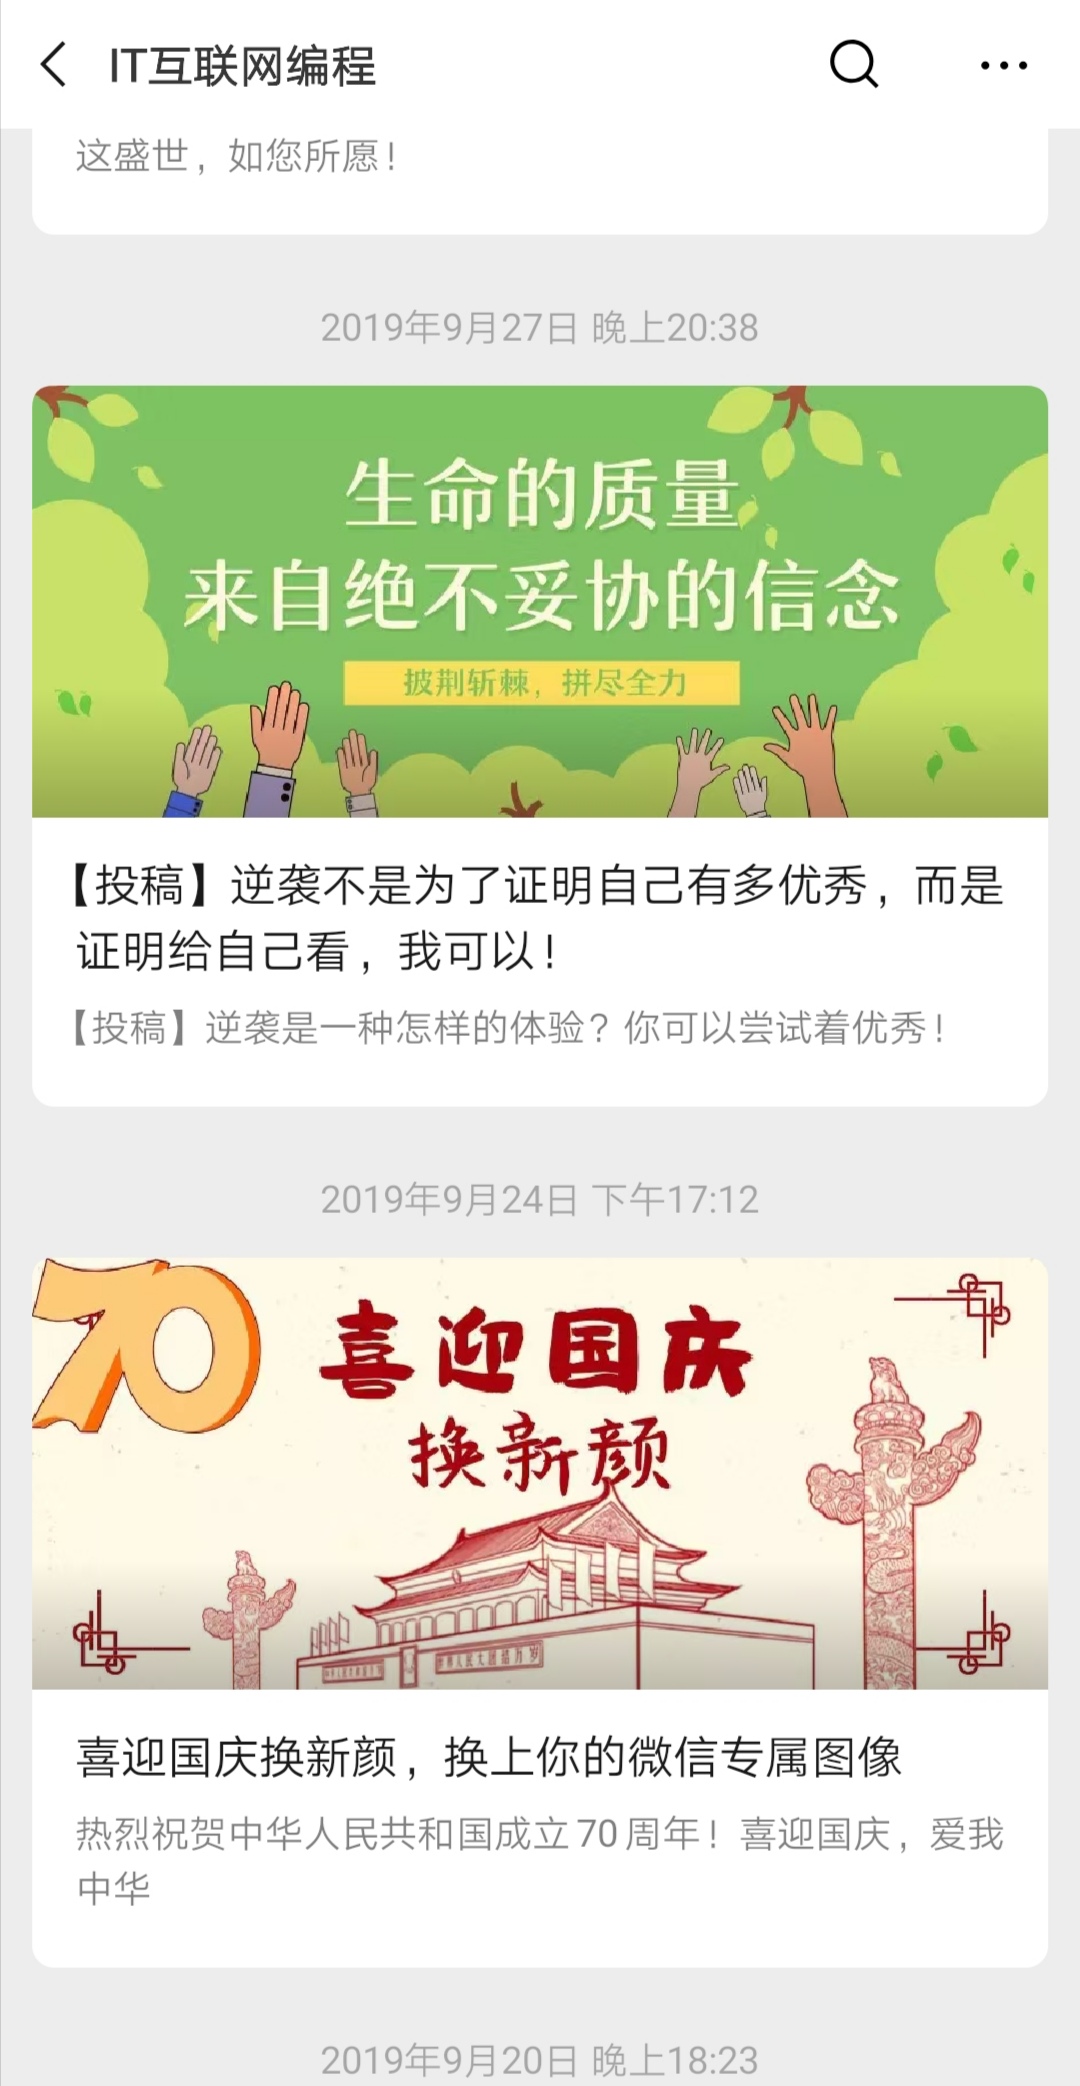 IT互联网编程
这盛世，如您所愿！
2019年9月27日 晚上20:38
生命的质量
来自绝不妥协的信念
披荆斩棘，拼尽全力
【投稿】逆袭不是为了证明自己有多优秀，而是
证明给自己看，我可以！
【投稿】逆袭是一种怎样的体验？你可以尝试着优秀！
2019年9月24日 下午17:12
70
喜迎国庆
换新颜
喜迎国庆换新颜，换上你的微信专属图像
热烈祝贺中华人民共和国成立70周年！喜迎国庆，爱我
中华
2019年9月20日 晚上18:23